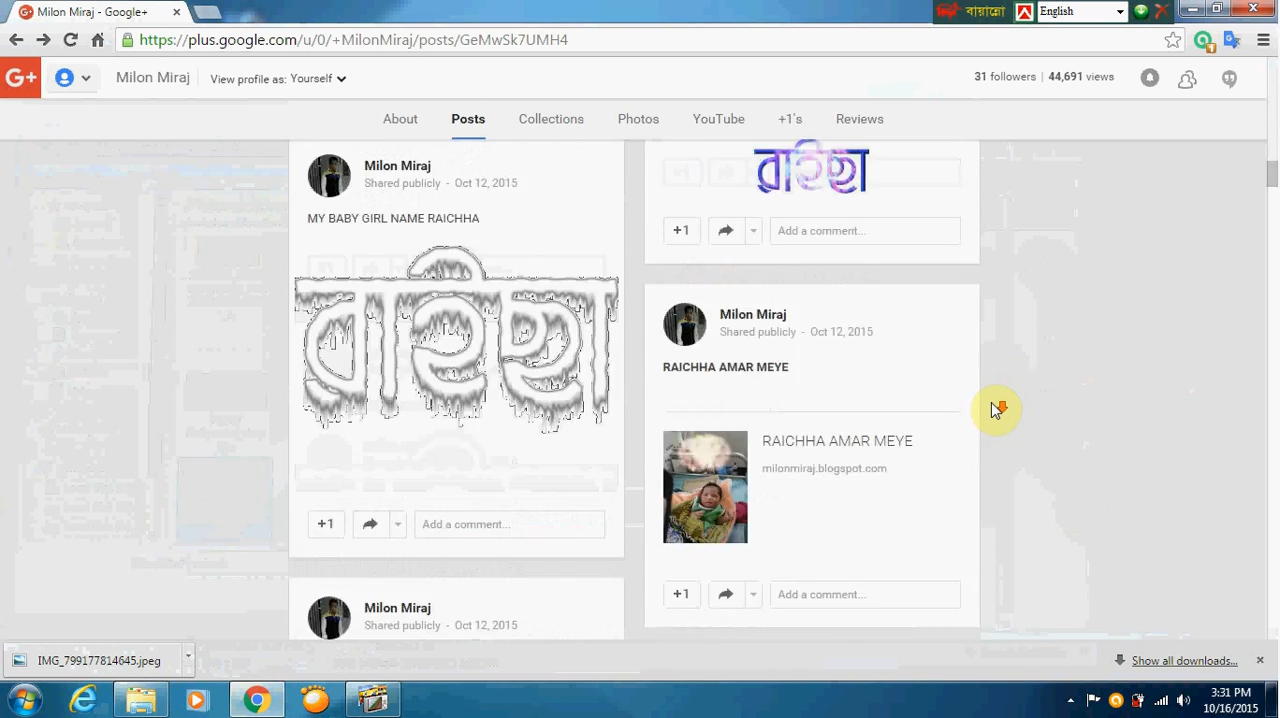 Milon Miraj - Google+
বায়ান্নো
English
https://plus.google.com/u/0/+MilonMiraj/posts/GeMwSk7UMH4
G+
Milon Miraj
View profile as: Yourself
31 followers | 44,691 views
About
Posts
Collections
Photos
YouTube
+1's
Reviews
Milon Miraj
Shared publicly - Oct 12, 2015
MY BABY GIRL NAME RAICHHA
রাইছা
+1
Add a comment...
Milon Miraj
Shared publicly - Oct 12, 2015
রাইছা
+1
Add a comment...
Milon Miraj
Shared publicly - Oct 12, 2015
RAICHHA AMAR MEYE
RAICHHA AMAR MEYE
milonmiraj.blogspot.com
+1
Add a comment...
IMG_799177814645.jpeg
Show all downloads...
3:31 PM
10/16/2015